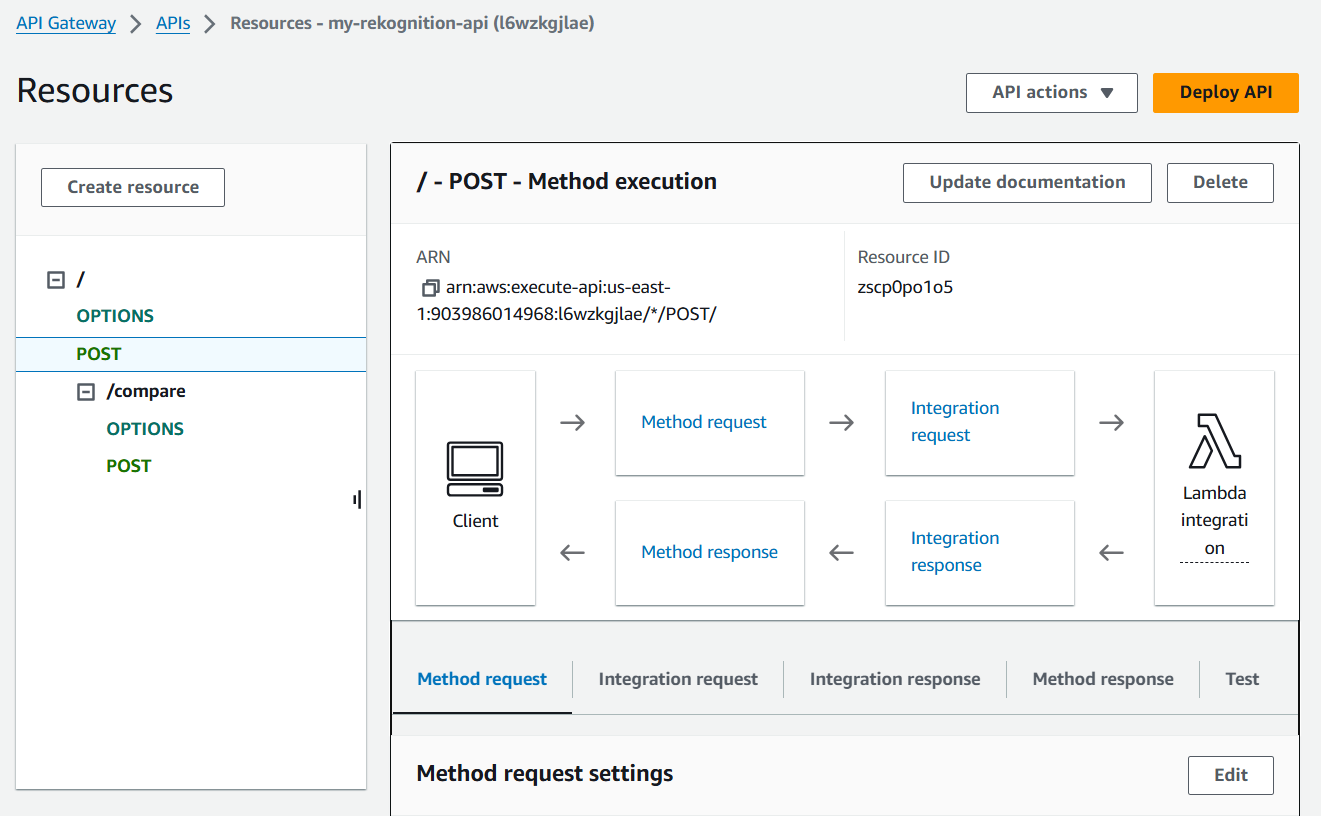 API Gateway > APIs > Resources - my-rekognition-api (l6wzkgjlae)
Resources
API actions
Deploy API
Create resource
/
OPTIONS
POST
/compare
OPTIONS
POST
/ - POST - Method execution
Update documentation
Delete
ARN
arn:aws:execute-api:us-east-
1:903986014968:l6wzkgjlae/*/POST/
Resource ID
zscp0po1o5
Client
Method request
Integration
request
Method response
Integration
response
Lambda
integrati
on
Method request
Integration request
Integration response
Method response
Test
Method request settings
Edit